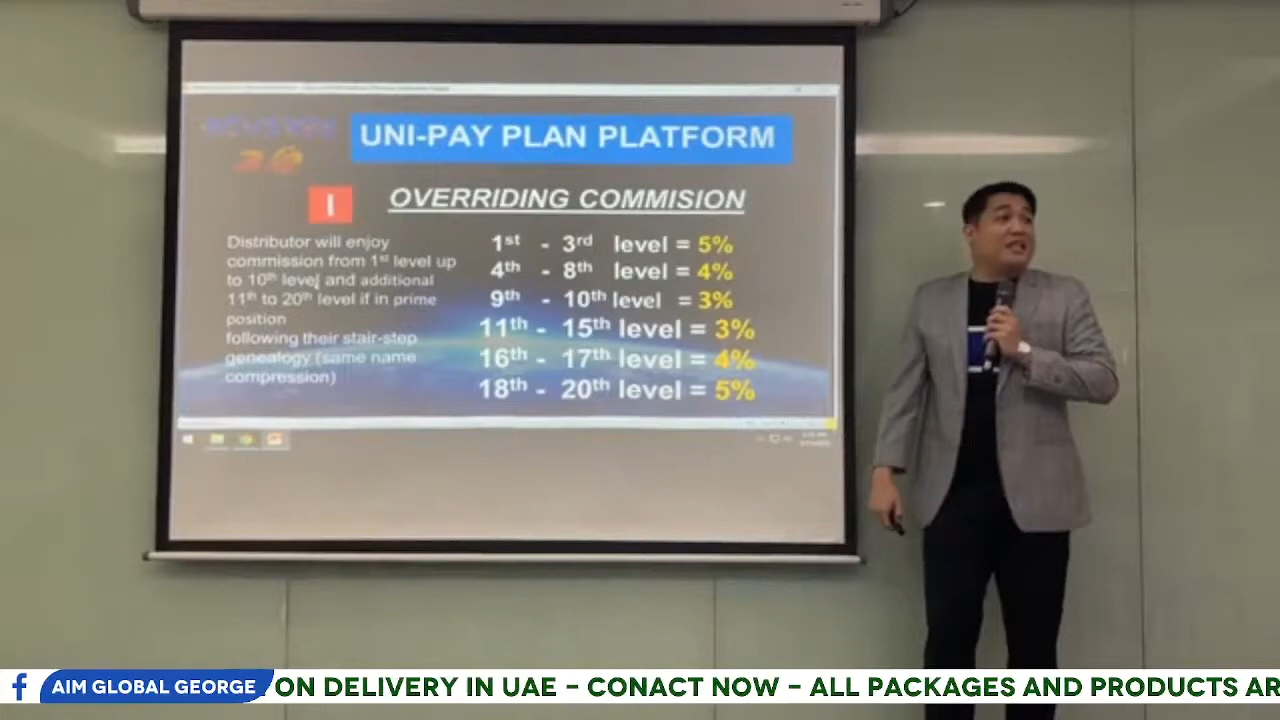 UNI-PAY PLAN PLATFORM
2.0
I
OVERRIDING COMMISION
Distributor will enjoy
commission from 1st level up
to 10th level and additional
11th to 20th level if in prime
position
following their stair-step
genealogy (same name
compression)
1st - 3rd level = 5%
4th - 8th level = 4%
9th - 10th level = 3%
11th - 15th level = 3%
16th - 17th level = 4%
18th - 20th level = 5%
f AIM GLOBAL GEORGE ON DELIVERY IN UAE - CONACT NOW - ALL PACKAGES AND PRODUCTS AR